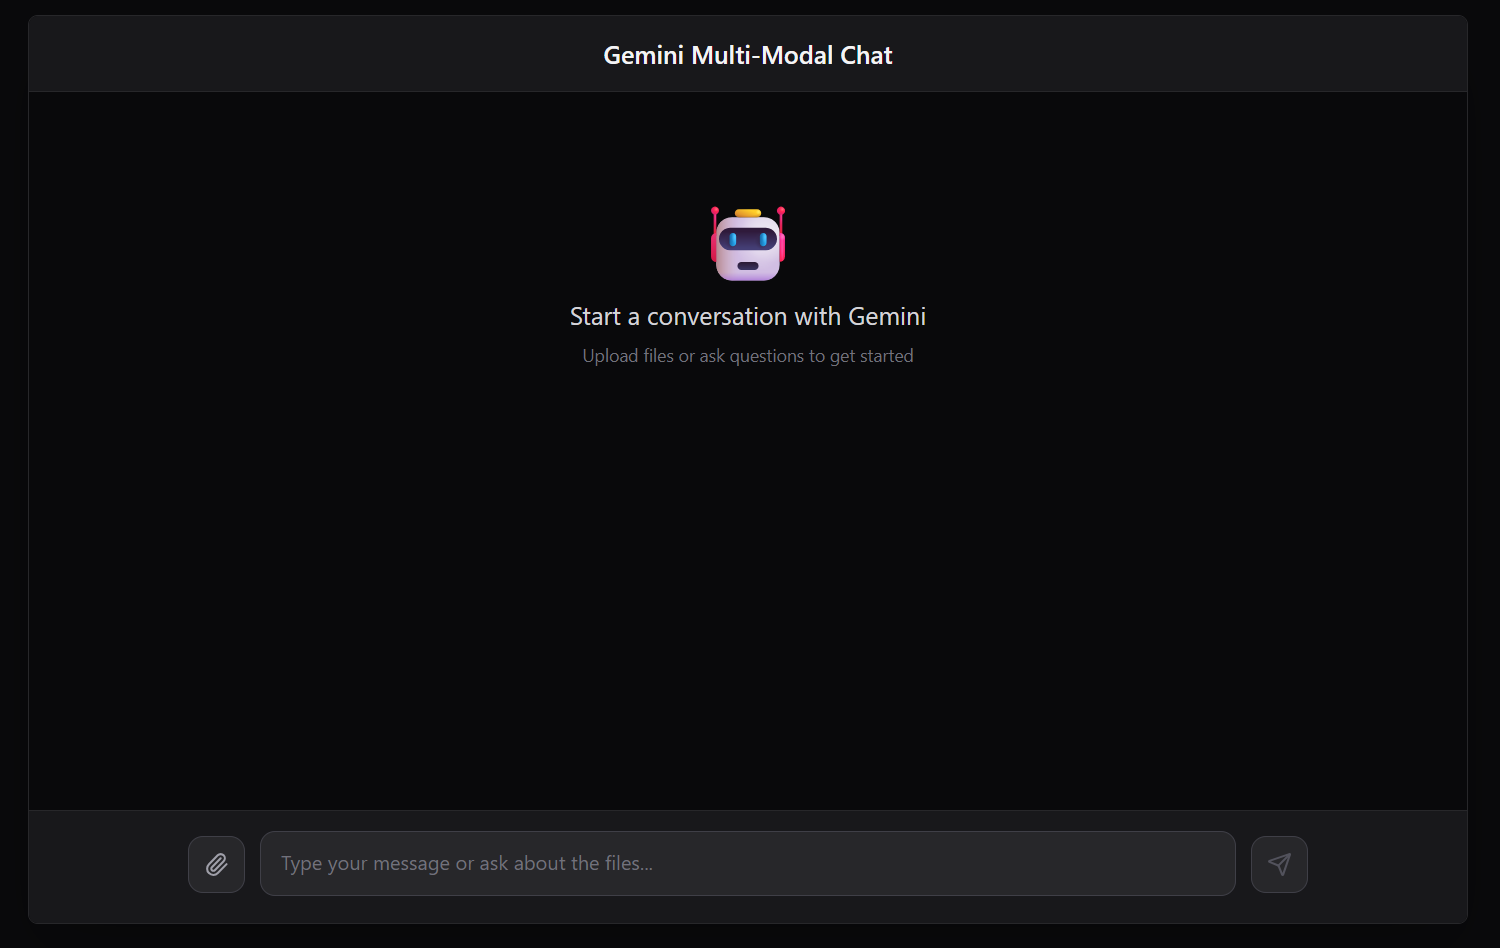 Gemini Multi-Modal Chat
Start a conversation with Gemini
Upload files or ask questions to get started
Type your message or ask about the files...